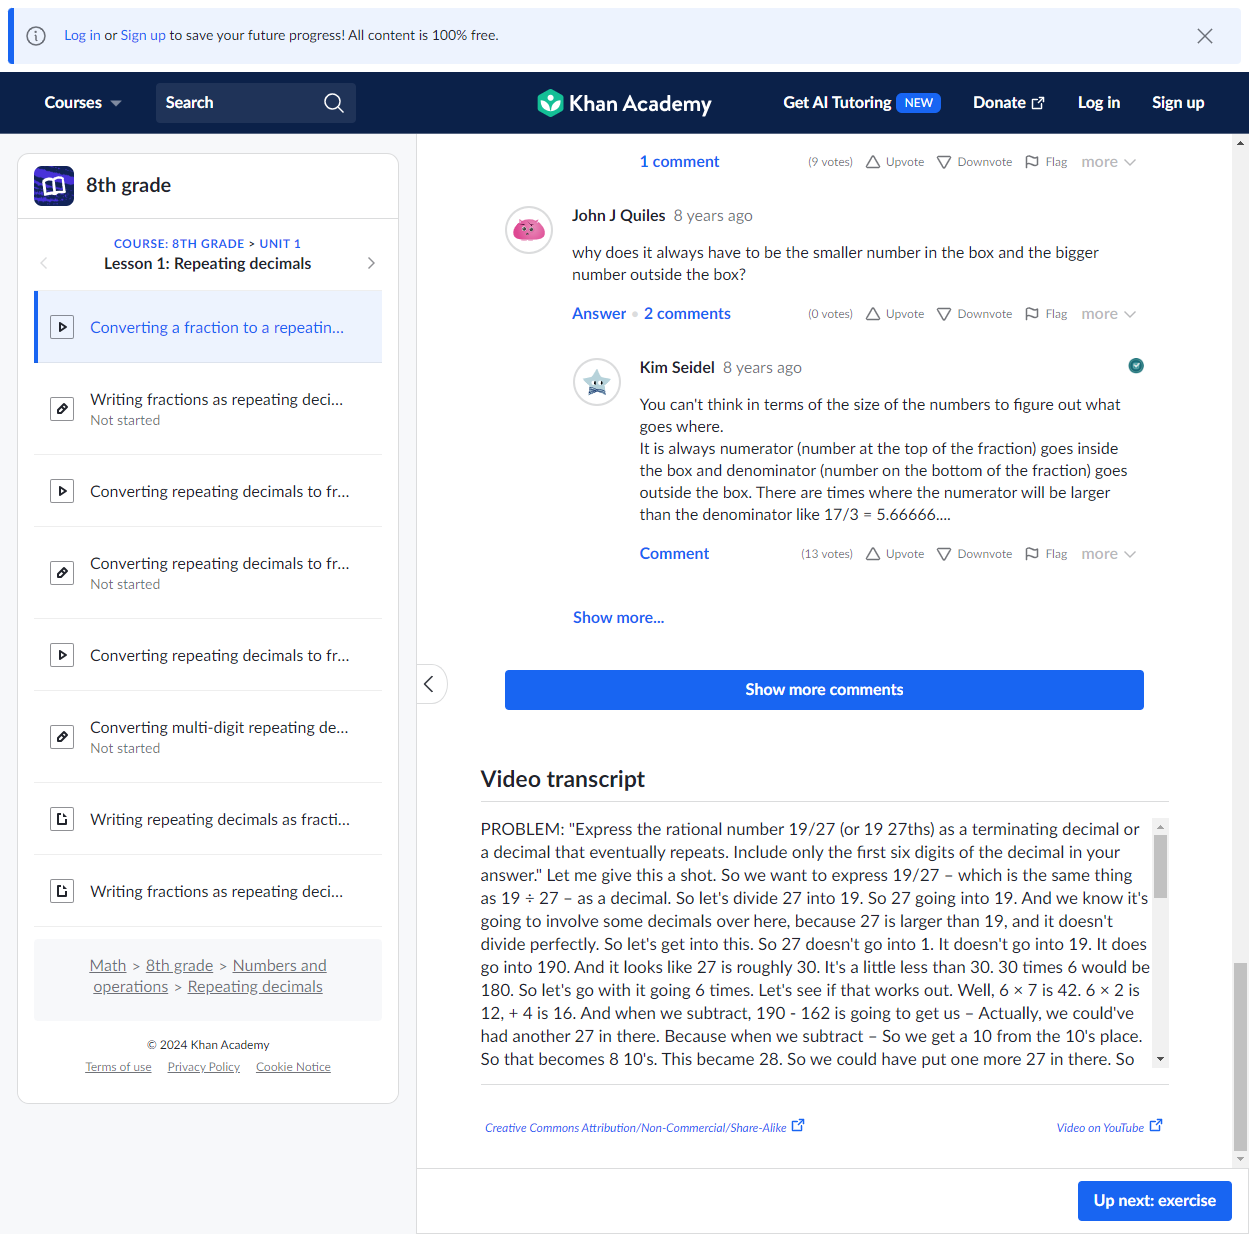 Log in or Sign up to save your future progress! All content is 100% free.
Courses
Search
Khan Academy
Get AI Tutoring NEW
Donate
Log in
Sign up
8th grade
COURSE: 8TH GRADE > UNIT 1
Lesson 1: Repeating decimals
Converting a fraction to a repeatin...
Writing fractions as repeating deci...
Not started
Converting repeating decimals to fr...
Converting repeating decimals to fr...
Not started
Converting repeating decimals to fr...
Converting multi-digit repeating de...
Not started
Writing repeating decimals as fracti...
Writing fractions as repeating deci...
Math > 8th grade > Numbers and
operations > Repeating decimals
© 2024 Khan Academy
Terms of use Privacy Policy Cookie Notice
1 comment (9 votes) Upvote Downvote Flag more
John J Quiles 8 years ago
why does it always have to be the smaller number in the box and the bigger
number outside the box?
Answer • 2 comments (0 votes) Upvote Downvote Flag more
Kim Seidel 8 years ago
You can't think in terms of the size of the numbers to figure out what
goes where.
It is always numerator (number at the top of the fraction) goes inside
the box and denominator (number on the bottom of the fraction) goes
outside the box. There are times where the numerator will be larger
than the denominator like 17/3 = 5.66666....
Comment (13 votes) Upvote Downvote Flag more
Show more...
Show more comments
Video transcript
PROBLEM: "Express the rational number 19/27 (or 19 27ths) as a terminating decimal or
a decimal that eventually repeats. Include only the first six digits of the decimal in your
answer." Let me give this a shot. So we want to express 19/27 – which is the same thing
as 19 ÷ 27 – as a decimal. So let's divide 27 into 19. So 27 going into 19. And we know it's
going to involve some decimals over here, because 27 is larger than 19, and it doesn't
divide perfectly. So let's get into this. So 27 doesn't go into 1. It doesn't go into 19. It does
go into 190. And it looks like 27 is roughly 30. It's a little less than 30. 30 times 6 would be
180. So let's go with it going 6 times. Let's see if that works out. Well, 6 × 7 is 42. 6 × 2 is
12, + 4 is 16. And when we subtract, 190 - 162 is going to get us – Actually, we could've
had another 27 in there. Because when we subtract – So we get a 10 from the 10's place.
So that becomes 8 10's. This became 28. So we could have put one more 27 in there. So
Creative Commons Attribution/Non-Commercial/Share-Alike
Video on YouTube
Up next: exercise